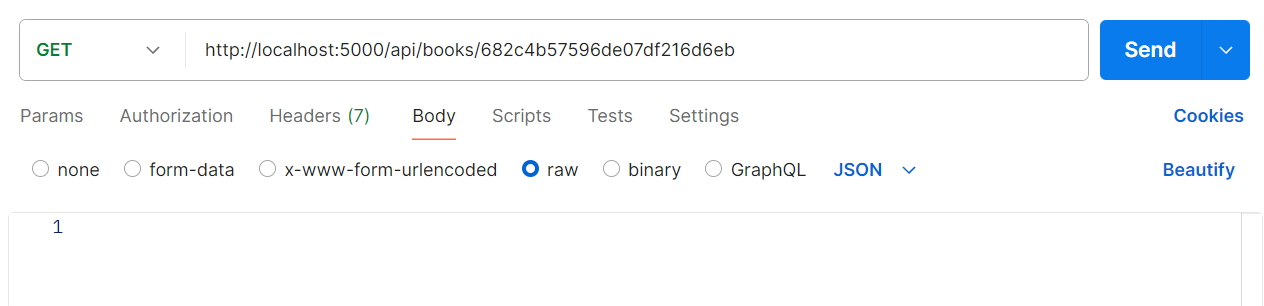 GET http://localhost:5000/api/books/682c4b57596de07df216d6eb Send
Params Authorization Headers (7) Body Scripts Tests Settings Cookies
none form-data x-www-form-urlencoded raw binary GraphQL JSON Beautify
1